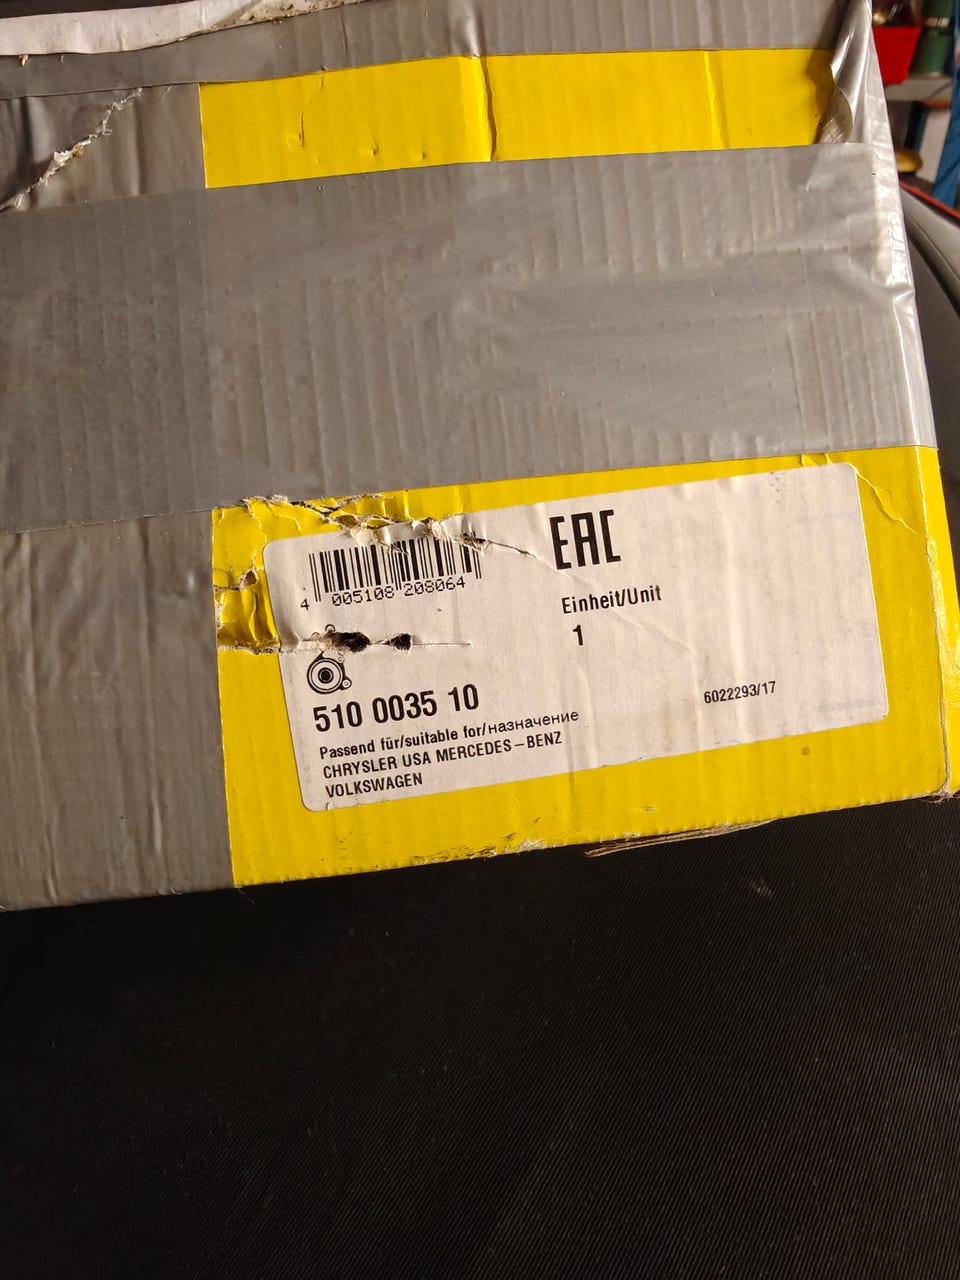 4 005108 208064
EAC
Einheit/Unit
1
510 0035 10
6022293/17
Passend für/suitable for/назначение
CHRYSLER USA MERCEDES-BENZ
VOLKSWAGEN